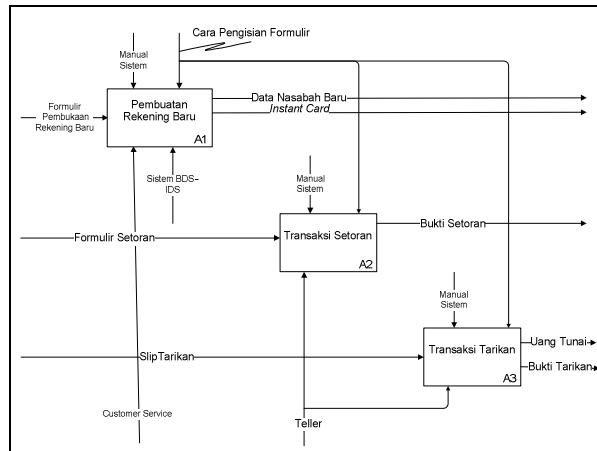 Cara Pengisian Formulir
Manual
Sistem
Formulir
Pembukaan
Rekening Baru
Pembuatan
Rekening Baru
A1
Data Nasabah Baru
Instant Card
Sistem BDS-
IDS
Manual
Sistem
Formulir Setoran
Transaksi Setoran
A2
Bukti Setoran
Manual
Sistem
SlipTarikan
Transaksi Tarikan
A3
Uang Tunai
Bukti Tarikan
Customer Service
Teller